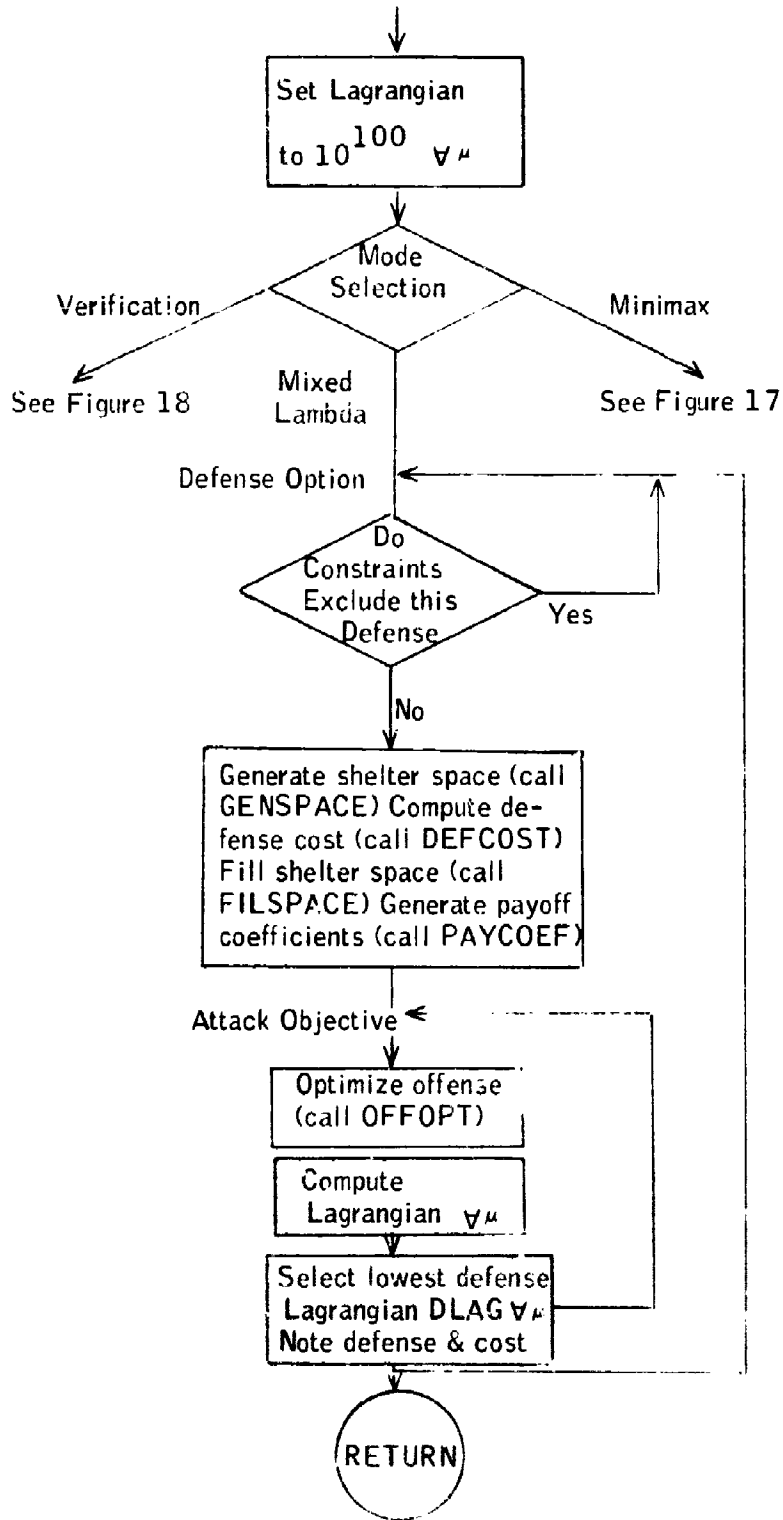 Set Lagrangian
to 10^100 ∀ μ
Mode
Selection
Verification
Minimax
See Figure 18
Mixed
Lambda
See Figure 17
Defense Option
Do
Constraints
Exclude this
Defense
Yes
No
Generate shelter space (call
GENSPACE) Compute de-
fense cost (call DEFCOST)
Fill shelter space (call
FILSPACE) Generate payoff
coefficients (call PAYCOEF)
Attack Objective
Optimize offense
(call OFFOPT)
Compute
Lagrangian ∀ μ
Select lowest defense
Lagrangian DLAG ∀ μ
Note defense & cost
RETURN